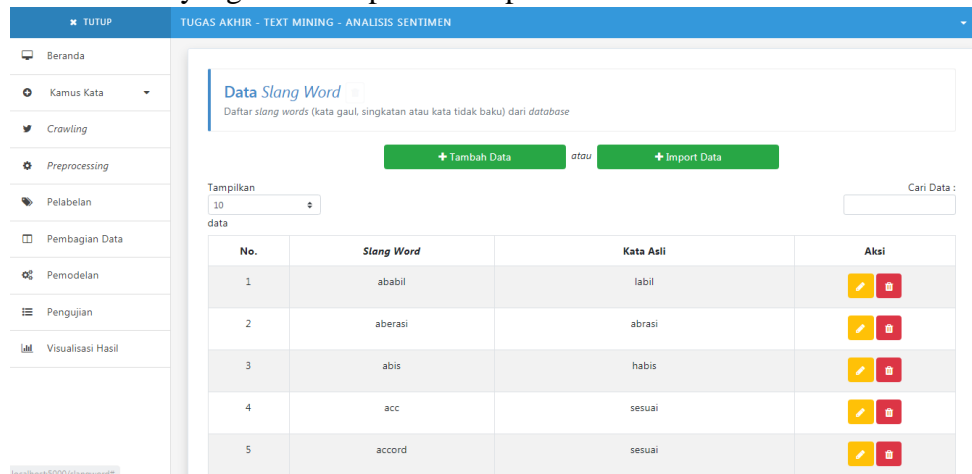 ✖ TUTUP
TUGAS AKHIR - TEXT MINING - ANALISIS SENTIMEN
Beranda
Kamus Kata
Crawling
Preprocessing
Pelabelan
Pembagian Data
Pemodelan
Pengujian
Visualisasi Hasil
Data Slang Word
Daftar slang words (kata gaul, singkatan atau kata tidak baku) dari database
+ Tambah Data atau + Import Data
Tampilkan
10
data
Cari Data :
No. Slang Word Kata Asli Aksi
1 ababil labil
2 aberasi abrasi
3 abis habis
4 acc sesuai
5 accord sesuai